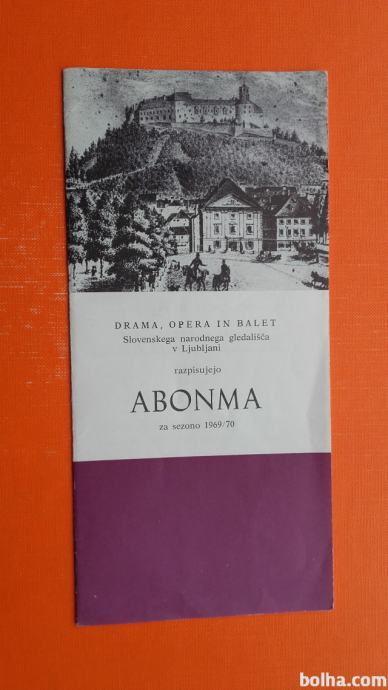 DRAMA, OPERA IN BALET
Slovenskega narodnega gledališča
v Ljubljani
razpisujejo
ABONMA
za sezono 1969/70
bolha.com